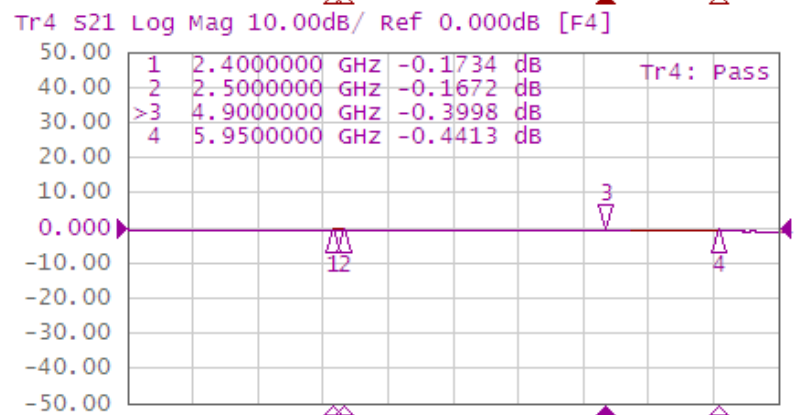 Tr4 S21 Log Mag 10.00dB/ Ref 0.000dB [F4]
50.00
1 2.4000000 GHz -0.1734 dB
Tr4: Pass
40.00
2 2.5000000 GHz -0.1672 dB
30.00
>3 4.9000000 GHz -0.3998 dB
4 5.9500000 GHz -0.4413 dB
20.00
10.00
3
0.000
-10.00
12
4
-20.00
-30.00
-40.00
-50.00